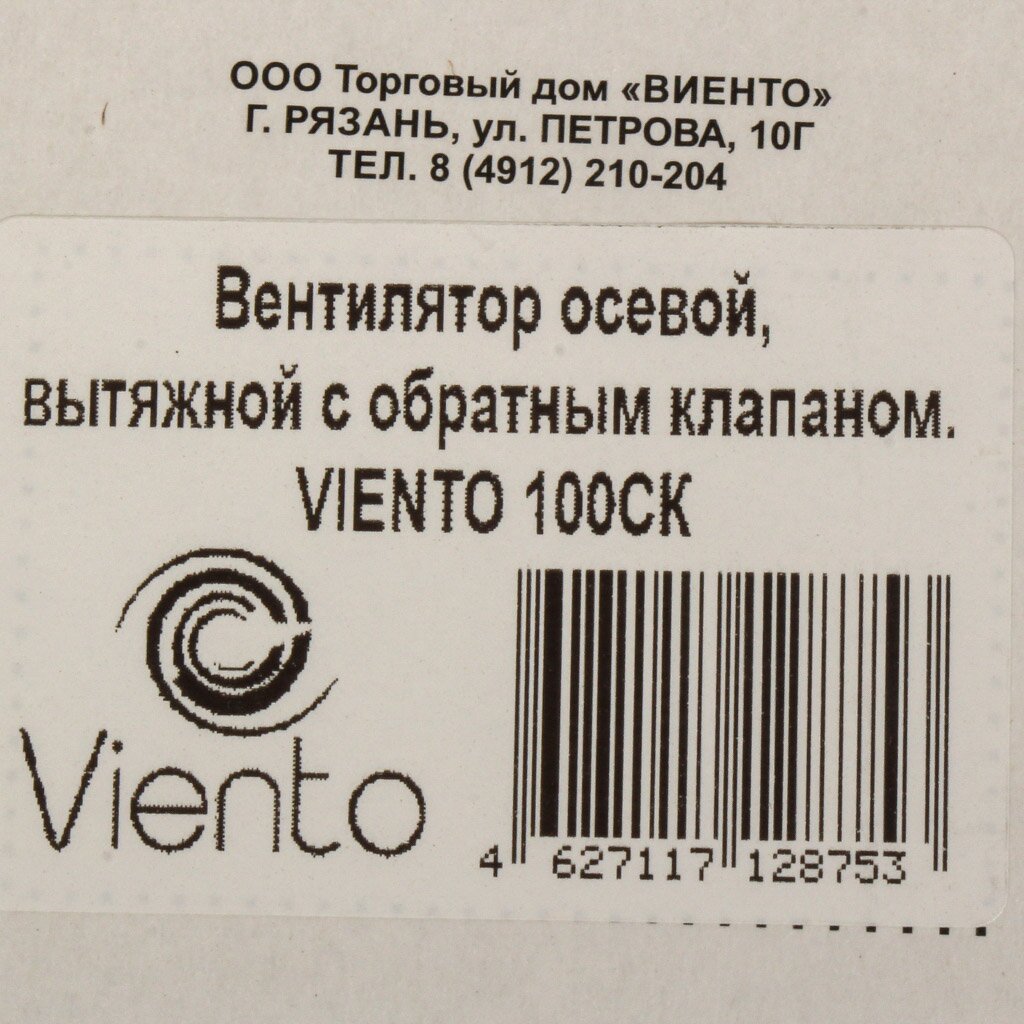 ООО Торговый дом «ВИЕНТО»
Г. РЯЗАНЬ, ул. ПЕТРОВА, 10Г
ТЕЛ. 8 (4912) 210-204
Вентилятор осевой,
вытяжной с обратным клапаном.
VIENTO 100СК
Viento
4 627117 128753